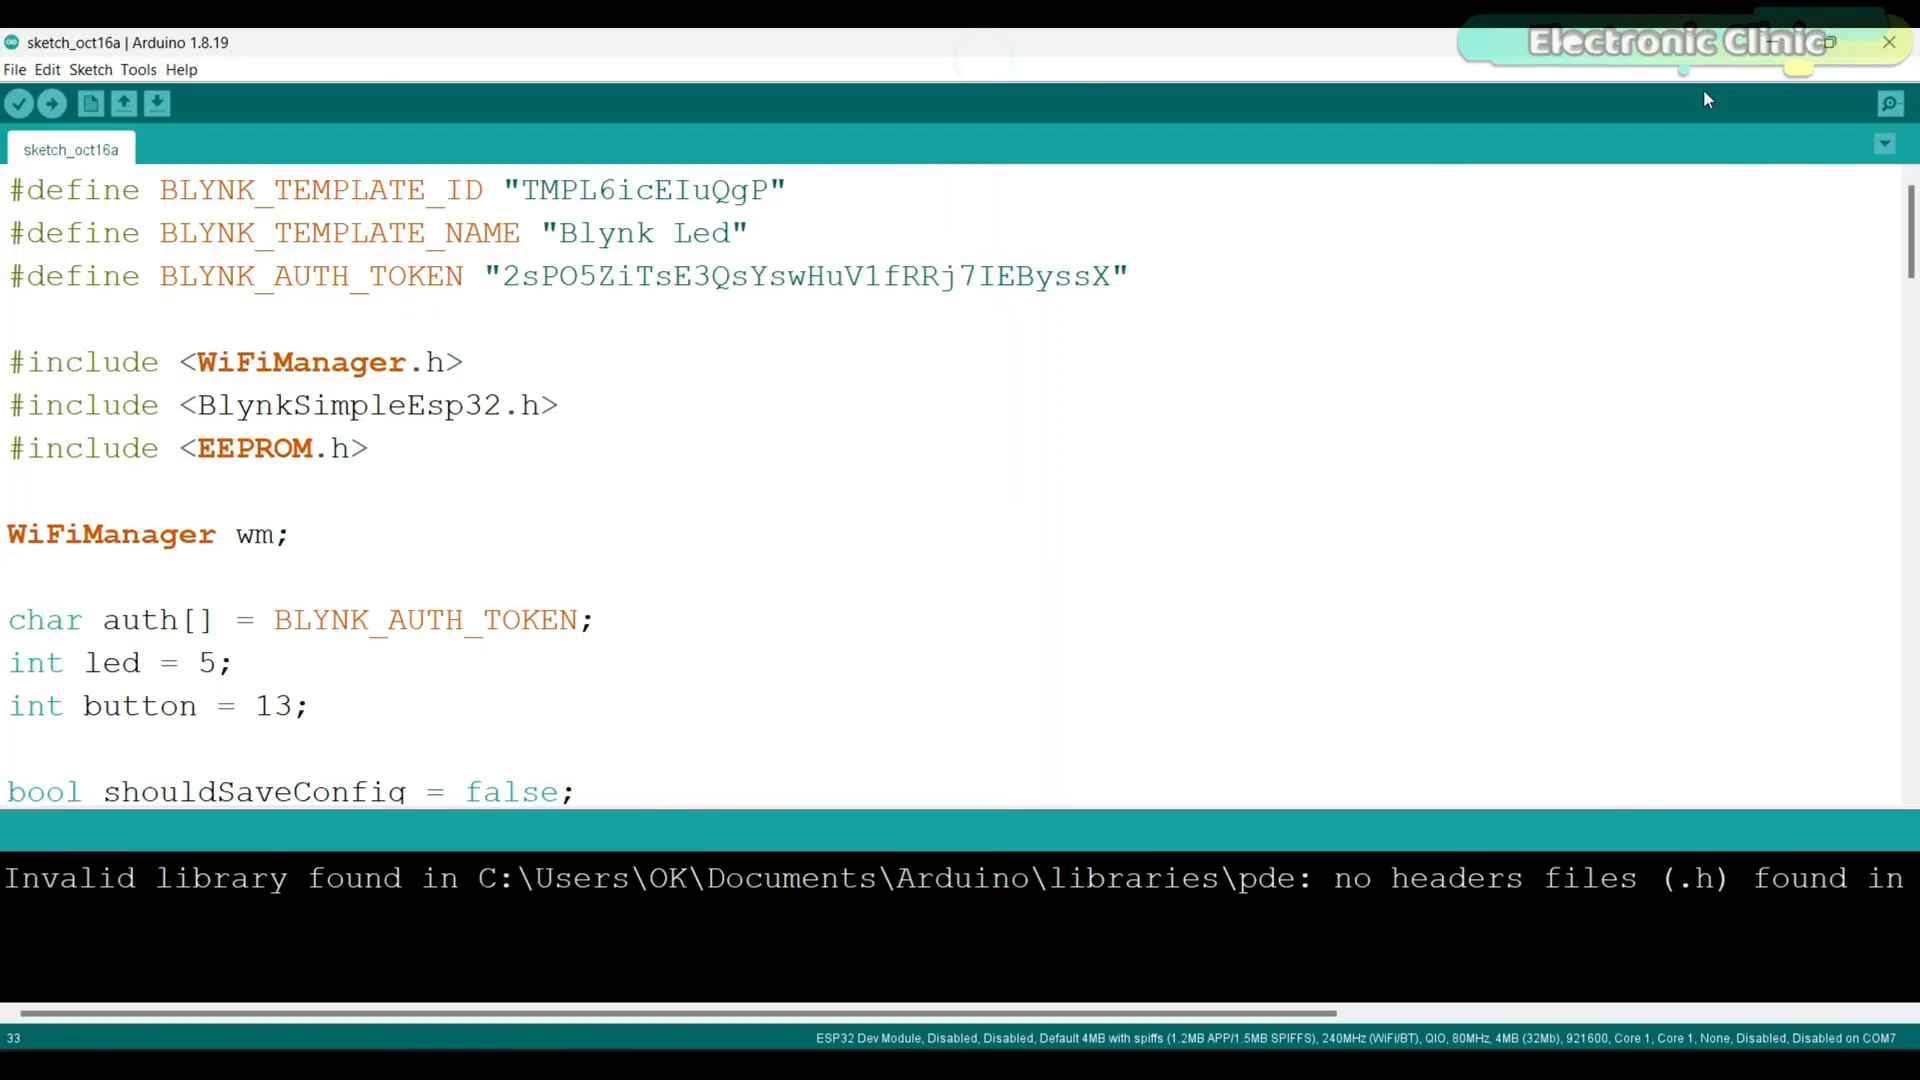 Electronic Clinic
sketch_oct16a | Arduino 1.8.19
File Edit Sketch Tools Help
sketch_oct16a
#define BLYNK_TEMPLATE_ID "TMPL6icEIuQgP"
#define BLYNK_TEMPLATE_NAME "Blynk Led"
#define BLYNK_AUTH_TOKEN "2sPO5ZiTsE3QsYswHuV1fRRj7IEByssX"
#include <WiFiManager.h>
#include <BlynkSimpleEsp32.h>
#include <EEPROM.h>
WiFiManager wm;
char auth[] = BLYNK_AUTH_TOKEN;
int led = 5;
int button = 13;
bool shouldSaveConfig = false;
Invalid library found in C:\Users\OK\Documents\Arduino\libraries\pde: no headers files (.h) found in
33
ESP32 Dev Module, Disabled, Disabled, Default 4MB with spiffs (1.2MB APP/1.5MB SPIFFS), 240MHz (WiFi/BT), QIO, 80MHz, 4MB (32Mb), 921600, Core 1, Core 1, None, Disabled, Disabled on COM7